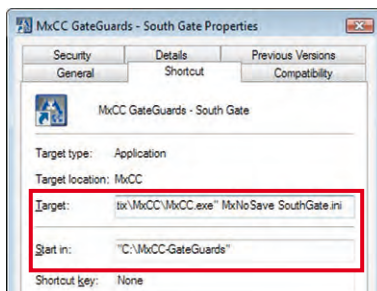 MxCC GateGuards - South Gate Properties
Security Details Previous Versions
General Shortcut Compatibility
MxCC GateGuards - South Gate
Target type: Application
Target location: MxCC
Target: tix\MxCC\MxCC.exe" MxNoSave SouthGate.ini
Start in: "C:\MxCC-GateGuards"
Shortcut key: None